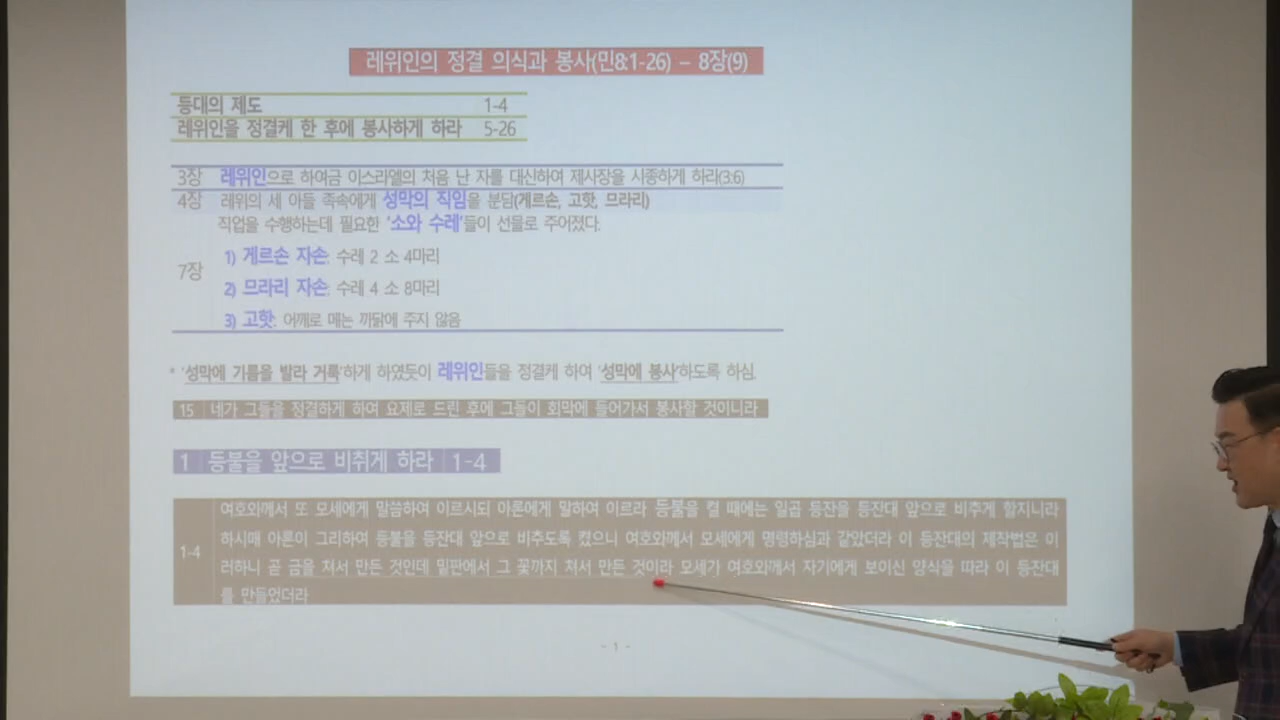 레위인의 정결 의식과 봉사(민8:1-26) – 8장(9)
등대의 제도 1-4
레위인을 정결케 한 후에 봉사하게 하라 5-26
3장 레위인으로 하여금 이스라엘의 처음 난 자를 대신하여 제사장을 시종하게 하라(3:6)
4장 레위의 세 아들 족속에게 성막의 직임을 분담(게르손, 고핫, 므라리)
직업을 수행하는데 필요한 '소와 수레'들이 선물로 주어졌다.
1) 게르손 자손: 수레 2 소 4마리
7장
2) 므라리 자손: 수레 4 소 8마리
3) 고핫: 어깨로 메는 까닭에 주지 않음
* '성막에 기름을 발라 거룩'하게 하였듯이 레위인들을 정결케 하여 '성막에 봉사'하도록 하심.
15 네가 그들을 정결하게 하여 요제로 드린 후에 그들이 회막에 들어가서 봉사할 것이니라
1 등불을 앞으로 비취게 하라 1-4
여호와께서 또 모세에게 말씀하여 이르시되 아론에게 말하여 이르라 등불을 켤 때에는 일곱 등잔을 등잔대 앞으로 비추게 할지니라
하시매 아론이 그리하여 등불을 등잔대 앞으로 비추도록 켰으니 여호와께서 모세에게 명령하심과 같았더라 이 등잔대의 제작법은 이
1-4
러하니 곧 금을 쳐서 만든 것인데 밑판에서 그 꽃까지 쳐서 만든 것이라 모세가 여호와께서 자기에게 보이신 양식을 따라 이 등잔대
를 만들었더라
- 1 -